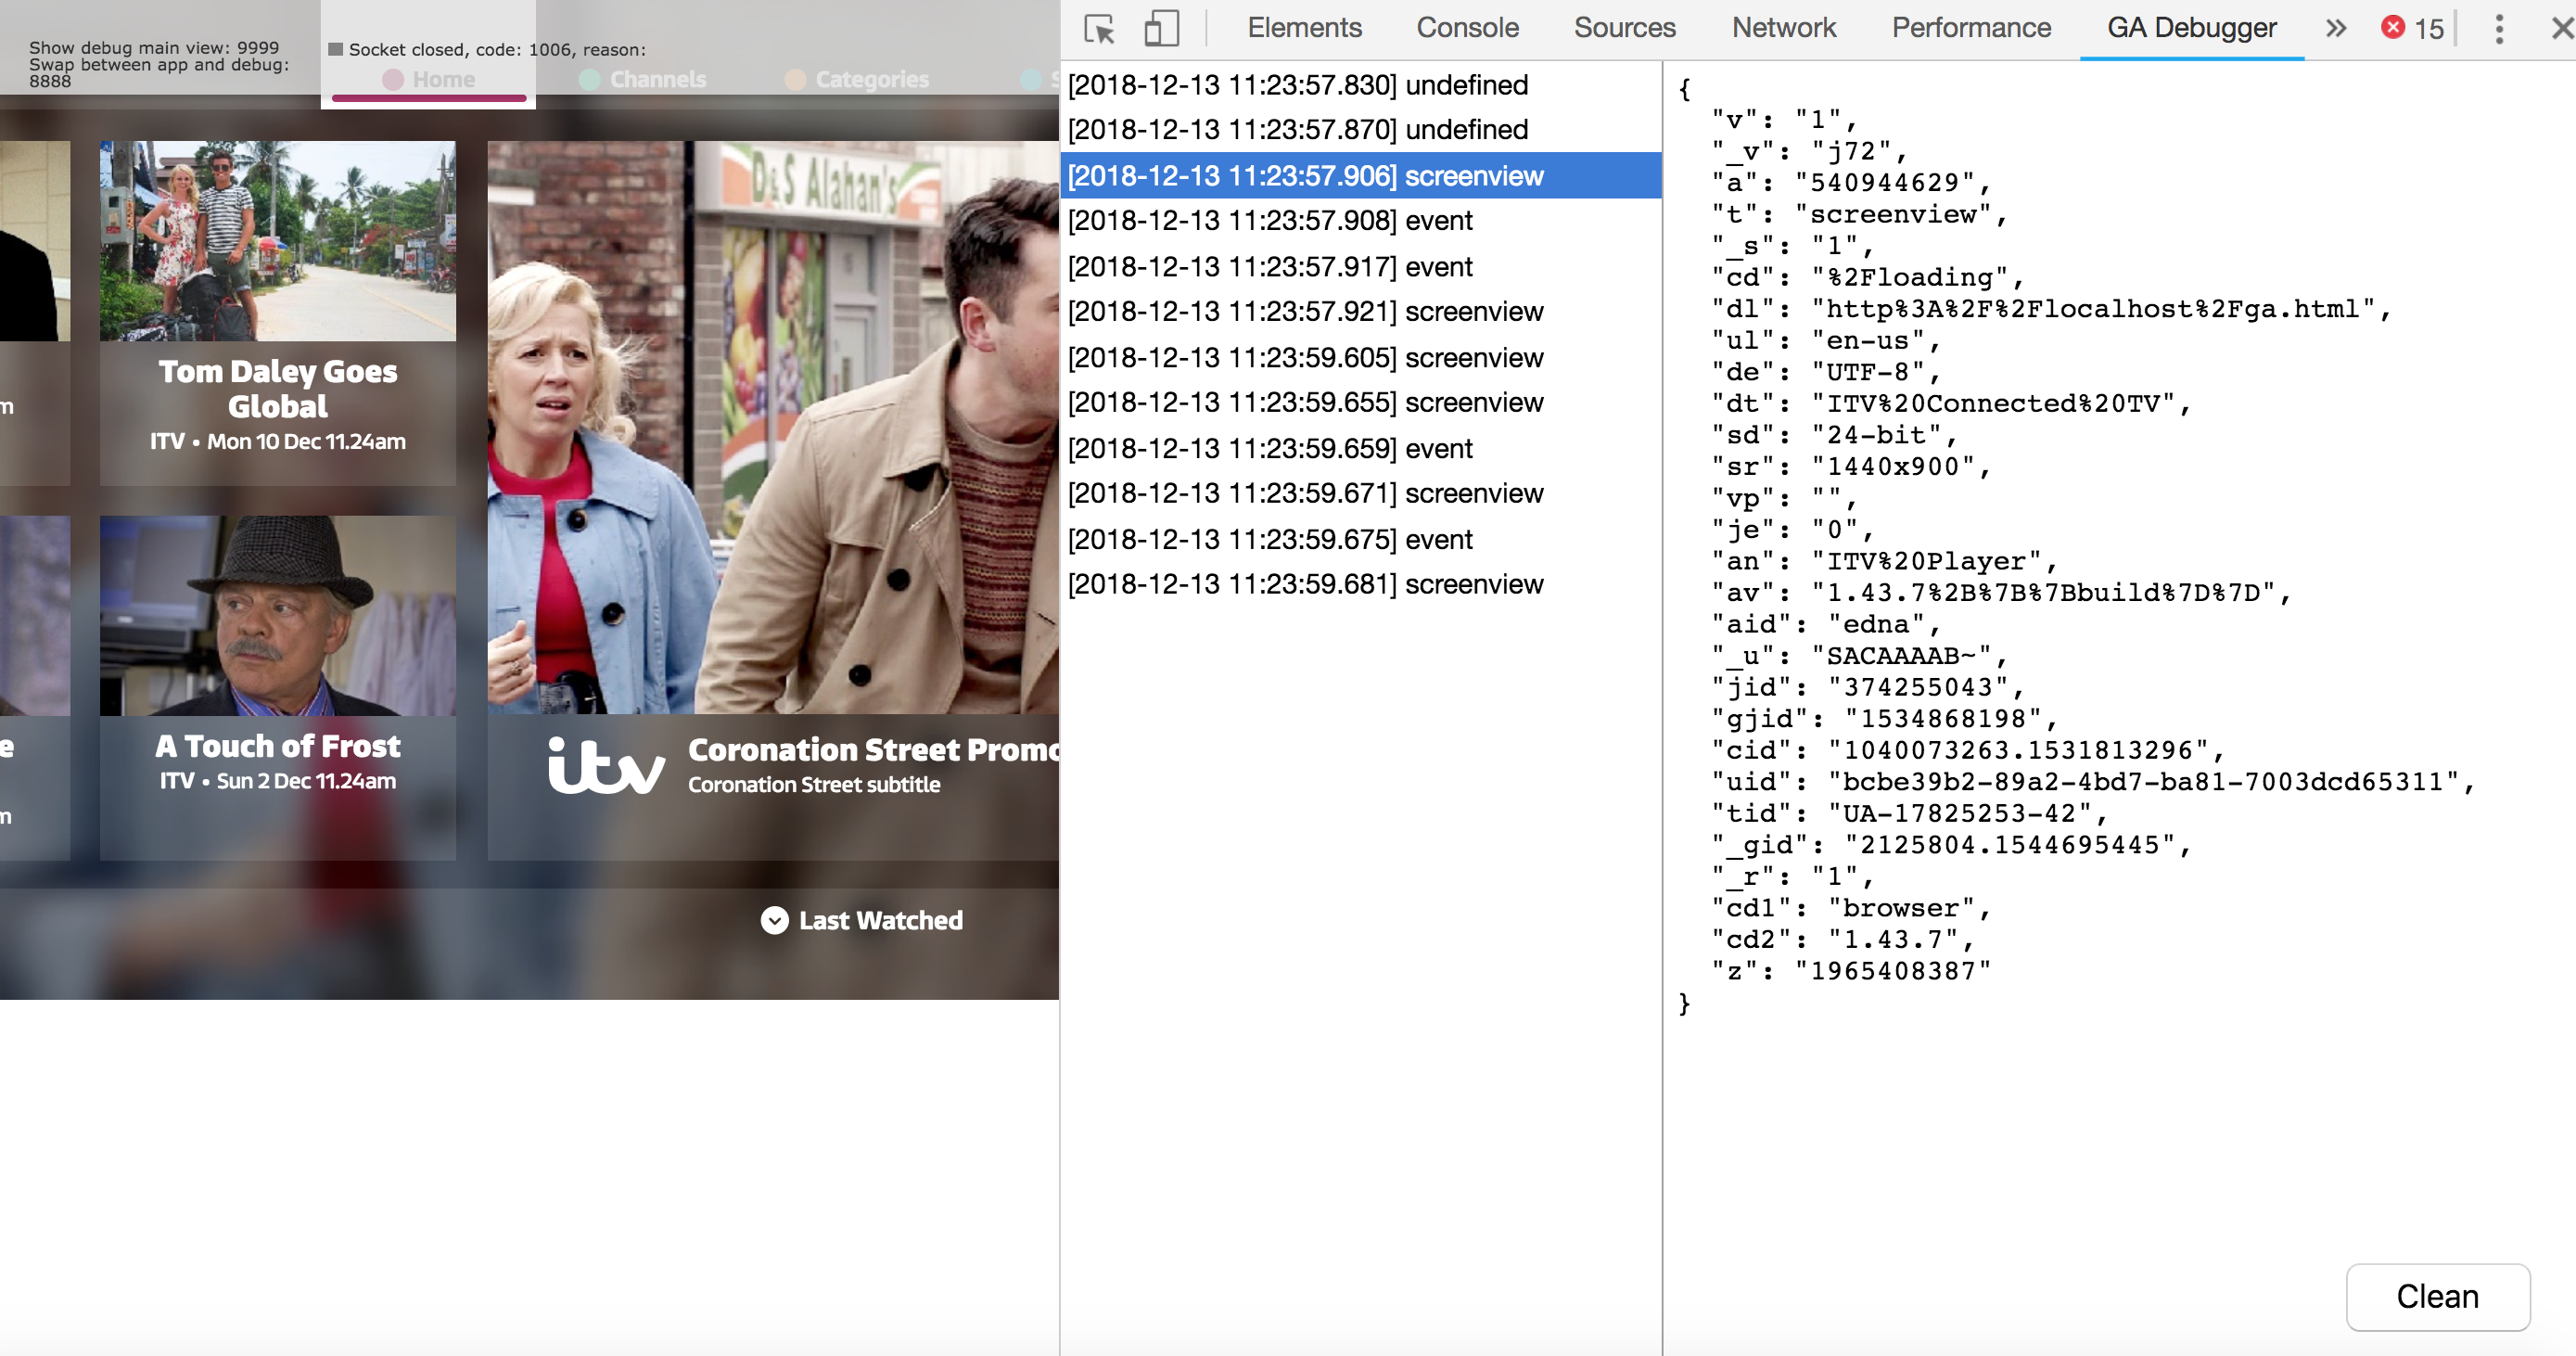 Show debug main view: 9999
Swap between app and debug:
8888
Socket closed, code: 1006, reason:
Home
Channels
Categories
S
D&S Alahan's
m
Tom Daley Goes
Global
ITV • Mon 10 Dec 11.24am
e
m
A Touch of Frost
ITV • Sun 2 Dec 11.24am
itv
Coronation Street Promo
Coronation Street subtitle
Last Watched
Elements
Console
Sources
Network
Performance
GA Debugger
»
15
[2018-12-13 11:23:57.830] undefined
[2018-12-13 11:23:57.870] undefined
[2018-12-13 11:23:57.906] screenview
[2018-12-13 11:23:57.908] event
[2018-12-13 11:23:57.917] event
[2018-12-13 11:23:57.921] screenview
[2018-12-13 11:23:59.605] screenview
[2018-12-13 11:23:59.655] screenview
[2018-12-13 11:23:59.659] event
[2018-12-13 11:23:59.671] screenview
[2018-12-13 11:23:59.675] event
[2018-12-13 11:23:59.681] screenview
{
"v": "1",
"_v": "j72",
"a": "540944629",
"t": "screenview",
"_s": "1",
"cd": "%2Floading",
"dl": "http%3A%2F%2Flocalhost%2Fga.html",
"ul": "en-us",
"de": "UTF-8",
"dt": "ITV%20Connected%20TV",
"sd": "24-bit",
"sr": "1440x900",
"vp": "",
"je": "0",
"an": "ITV%20Player",
"av": "1.43.7%2B%7B%7Bbuild%7D%7D",
"aid": "edna",
"_u": "SACAAAAB~",
"jid": "374255043",
"gjid": "1534868198",
"cid": "1040073263.1531813296",
"uid": "bcbe39b2-89a2-4bd7-ba81-7003dcd65311",
"tid": "UA-17825253-42",
"_gid": "2125804.1544695445",
"_r": "1",
"cd1": "browser",
"cd2": "1.43.7",
"z": "1965408387"
}
Clean